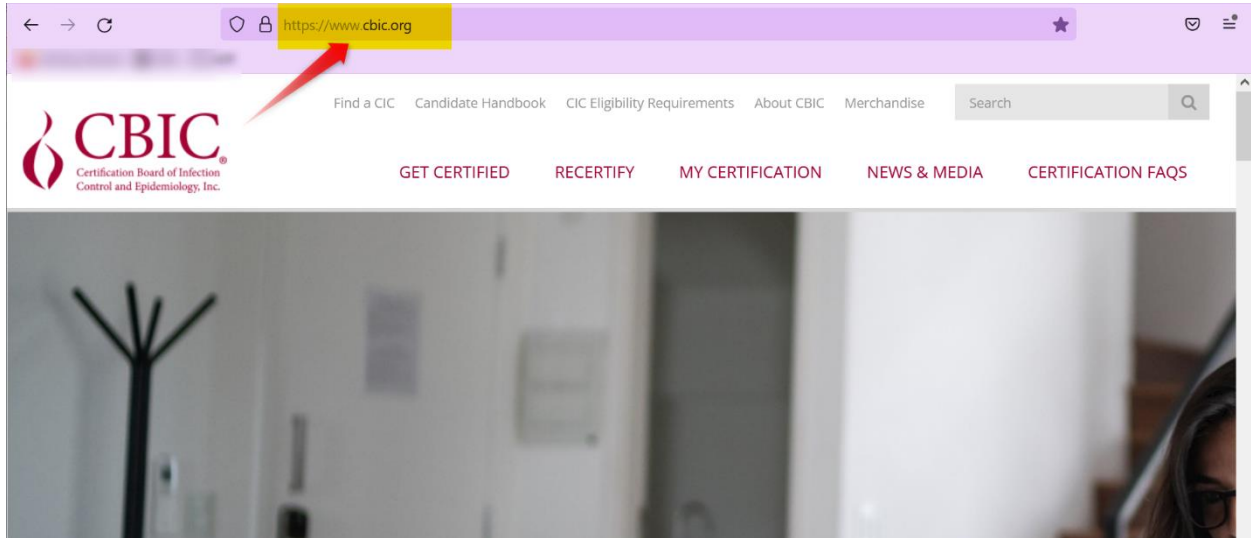 https://www.cbic.org
Find a CIC Candidate Handbook CIC Eligibility Requirements About CBIC Merchandise Search
CBIC®
Certification Board of Infection
Control and Epidemiology, Inc.
GET CERTIFIED RECERTIFY MY CERTIFICATION NEWS & MEDIA CERTIFICATION FAQS